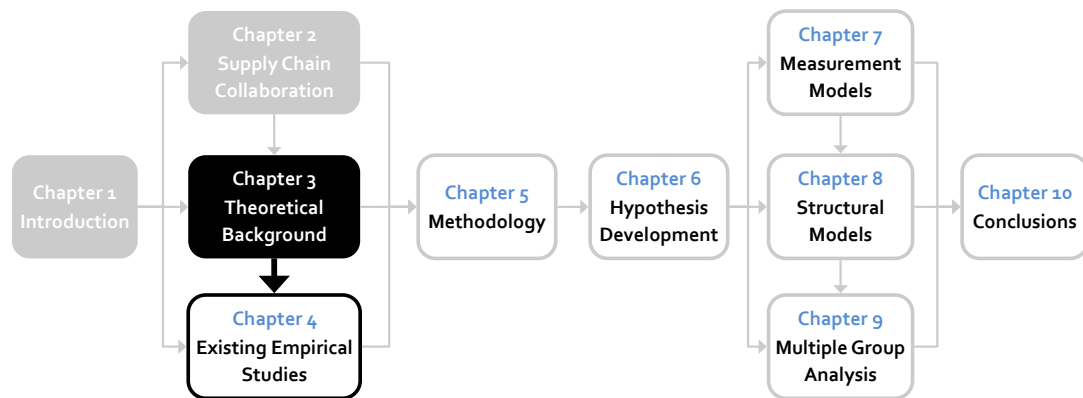 Chapter 1
Introduction
Chapter 2
Supply Chain
Collaboration
Chapter 3
Theoretical
Background
Chapter 4
Existing Empirical
Studies
Chapter 5
Methodology
Chapter 6
Hypothesis
Development
Chapter 7
Measurement
Models
Chapter 8
Structural
Models
Chapter 9
Multiple Group
Analysis
Chapter 10
Conclusions